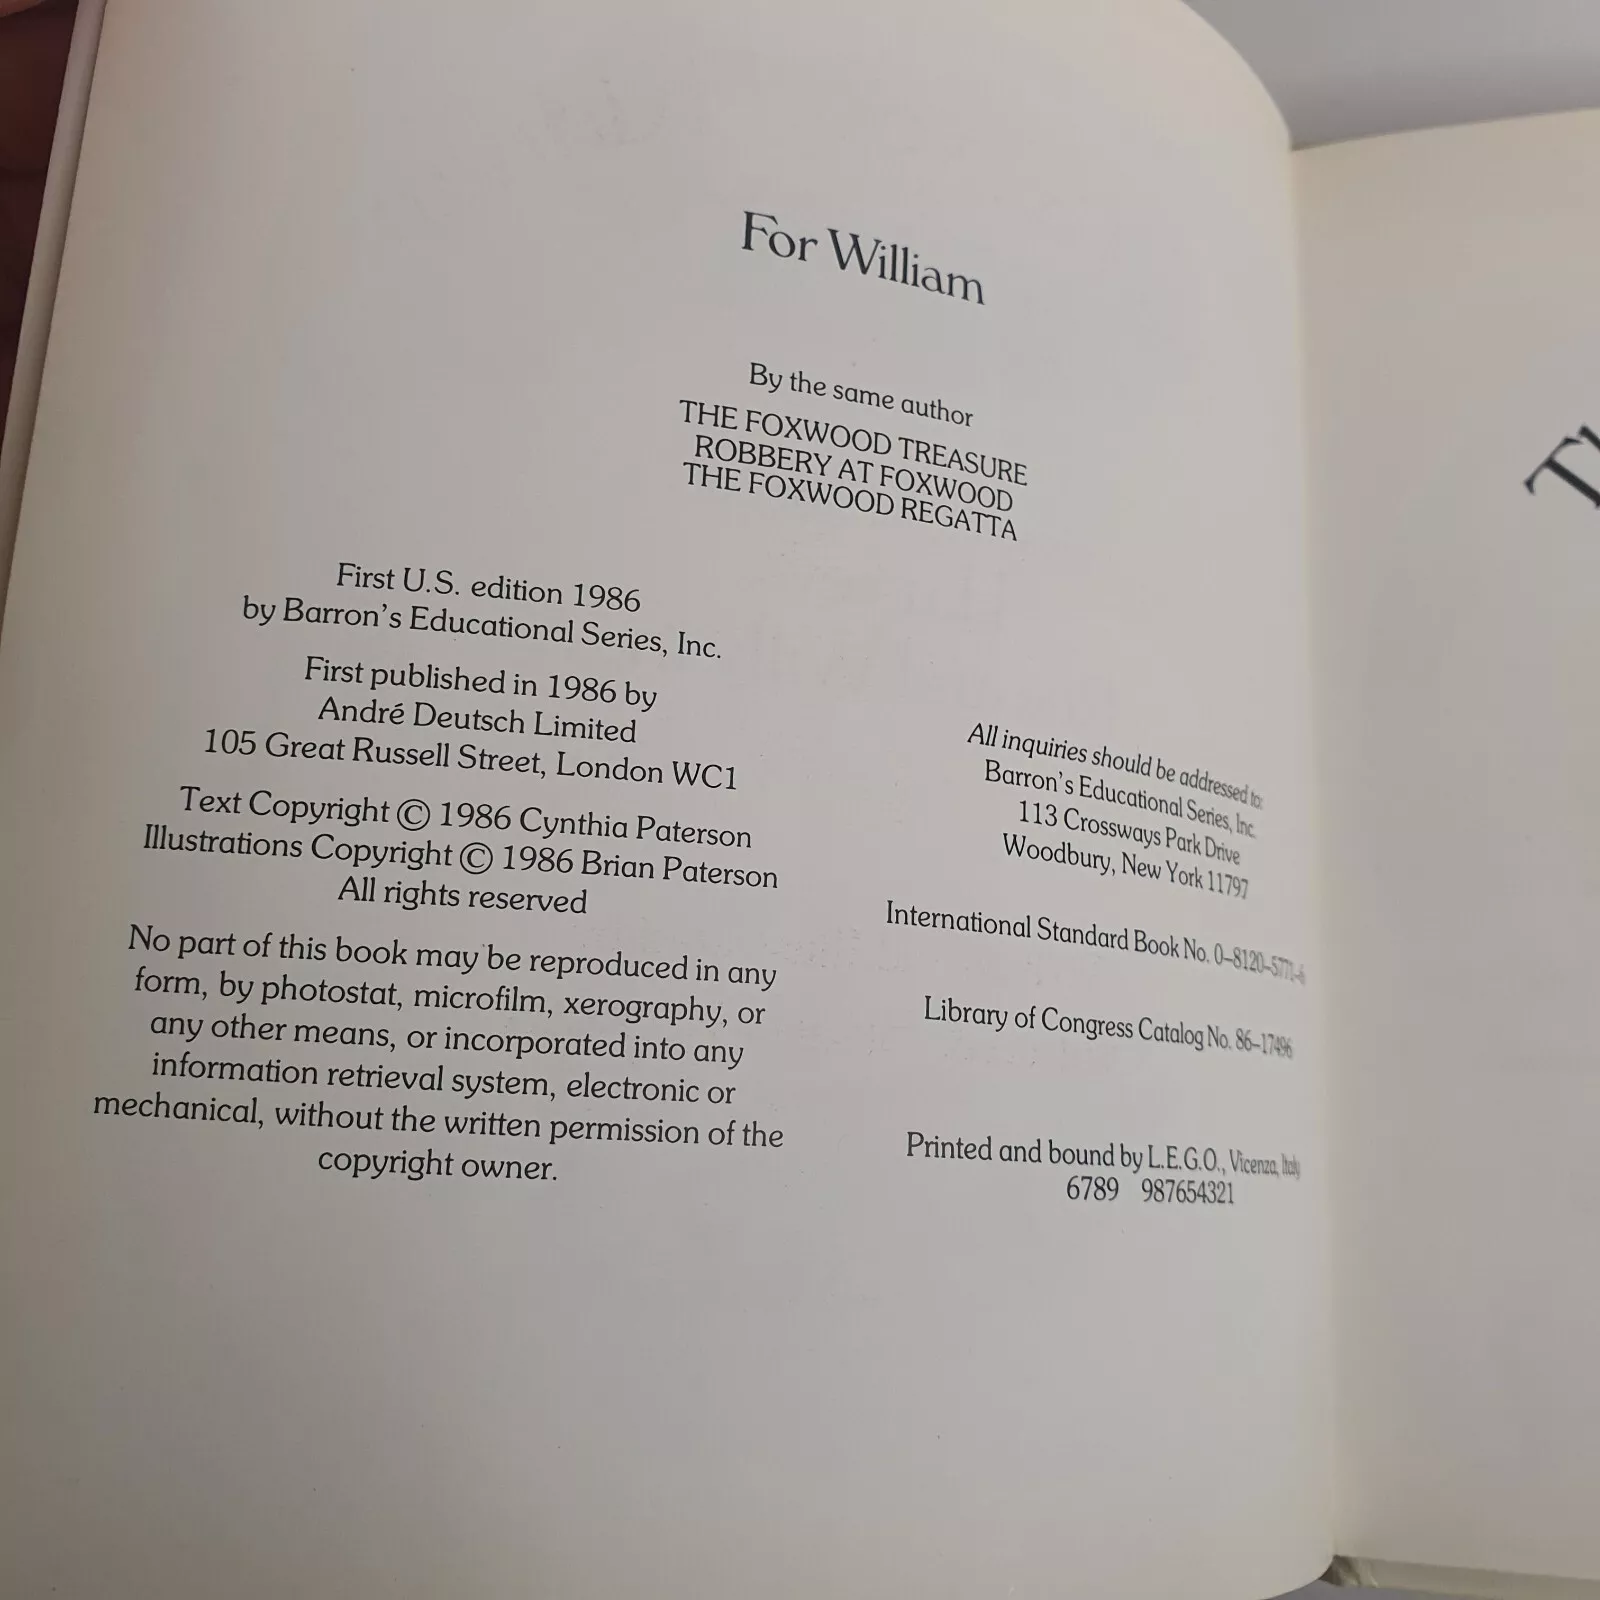 For William
By the same author
THE FOXWOOD TREASURE
ROBBERY AT FOXWOOD
THE FOXWOOD REGATTA
First U.S. edition 1986
by Barron's Educational Series, Inc.
First published in 1986 by
André Deutsch Limited
105 Great Russell Street, London WC1
Text Copyright © 1986 Cynthia Paterson
Illustrations Copyright © 1986 Brian Paterson
All rights reserved
No part of this book may be reproduced in any
form, by photostat, microfilm, xerography, or
any other means, or incorporated into any
information retrieval system, electronic or
mechanical, without the written permission of the
copyright owner.
All inquiries should be addressed to:
Barron's Educational Series, Inc.
113 Crossways Park Drive
Woodbury, New York 11797
International Standard Book No. 0-8120-5771-6
Library of Congress Catalog No. 86-17496
Printed and bound by L.E.G.O., Vicenza, Italy
6789 987654321